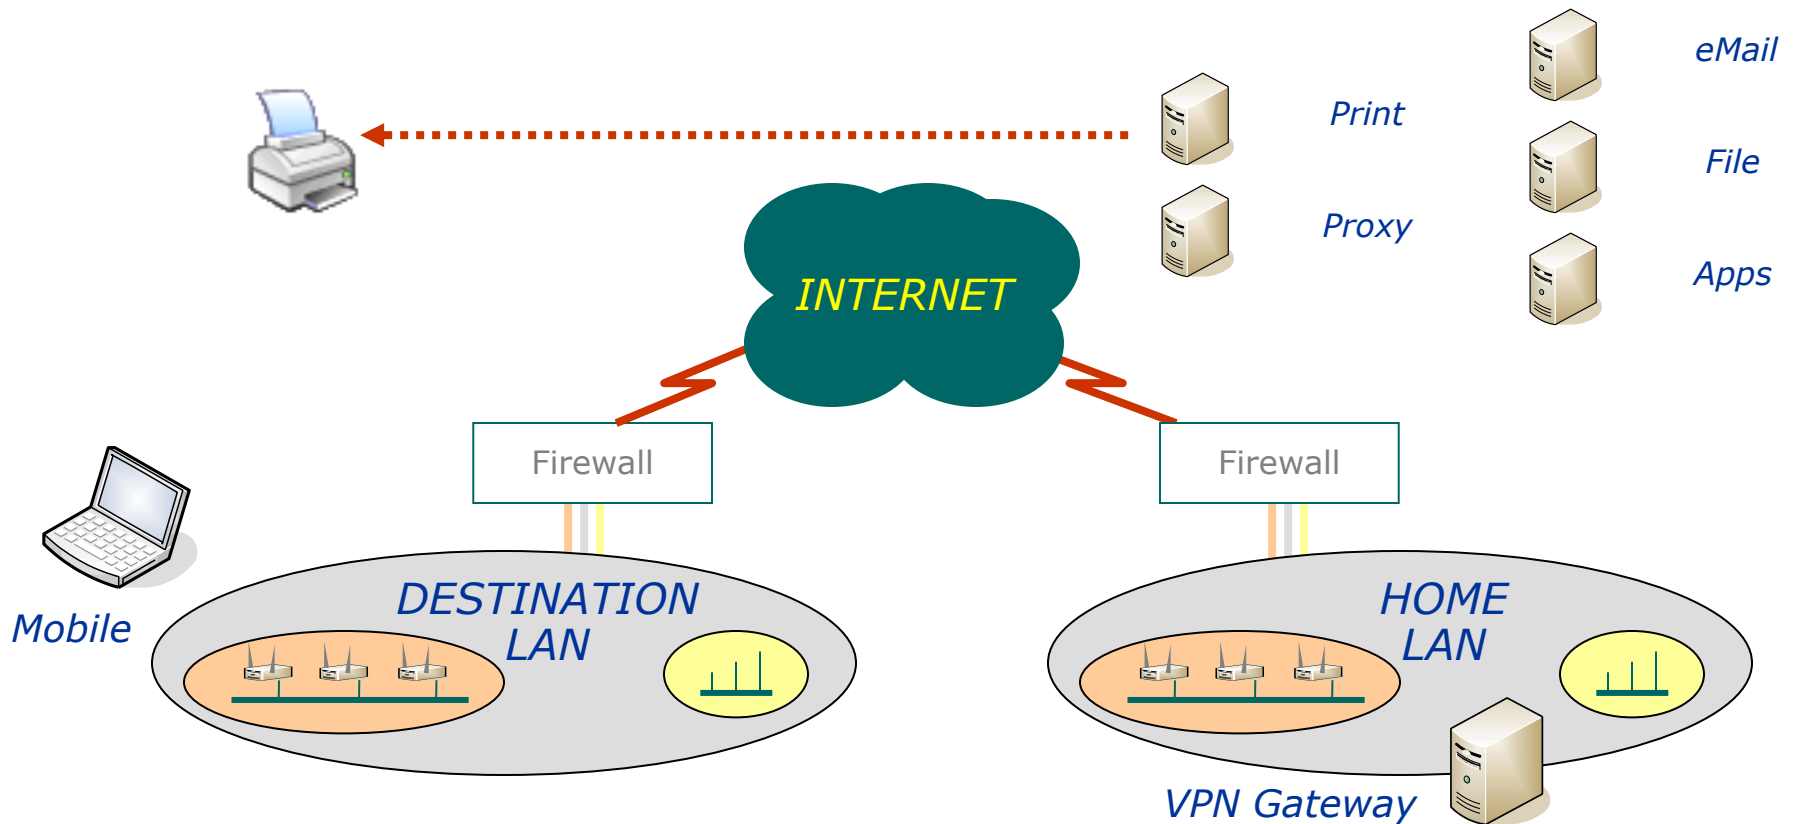 eMail
Print
File
Proxy
Apps
INTERNET
Firewall
Firewall
Mobile
DESTINATION
LAN
HOME
LAN
VPN Gateway